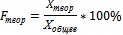 Fтвор = Xтвор / Xобщее * 100%